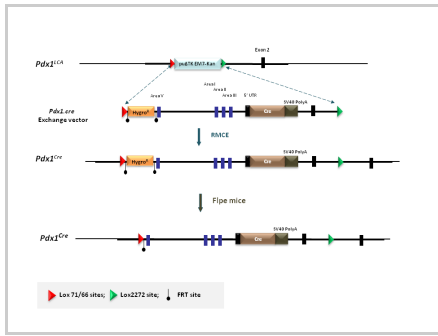 Exon 2
Pdx1LCA
puΔTK EM7-Kan
Area I
Area II
Area V
Area III
5' UTR
SV40 PolyA
Pdx1.cre
Exchange vector
HygroR
Cre
RMCE
SV40 PolyA
Pdx1Cre
HygroR
Cre
Flpe mice
SV40 PolyA
Pdx1Cre
Cre
Lox 71/66 sites; Lox2272 site; FRT site